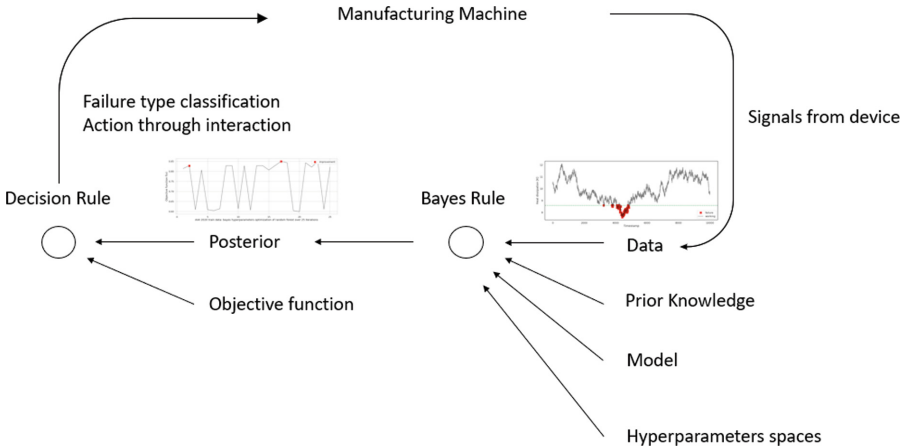 Manufacturing Machine
Failure type classification
Action through interaction
Signals from device
Decision Rule
Bayes Rule
Posterior
Data
Objective function
Prior Knowledge
Model
Hyperparameters spaces